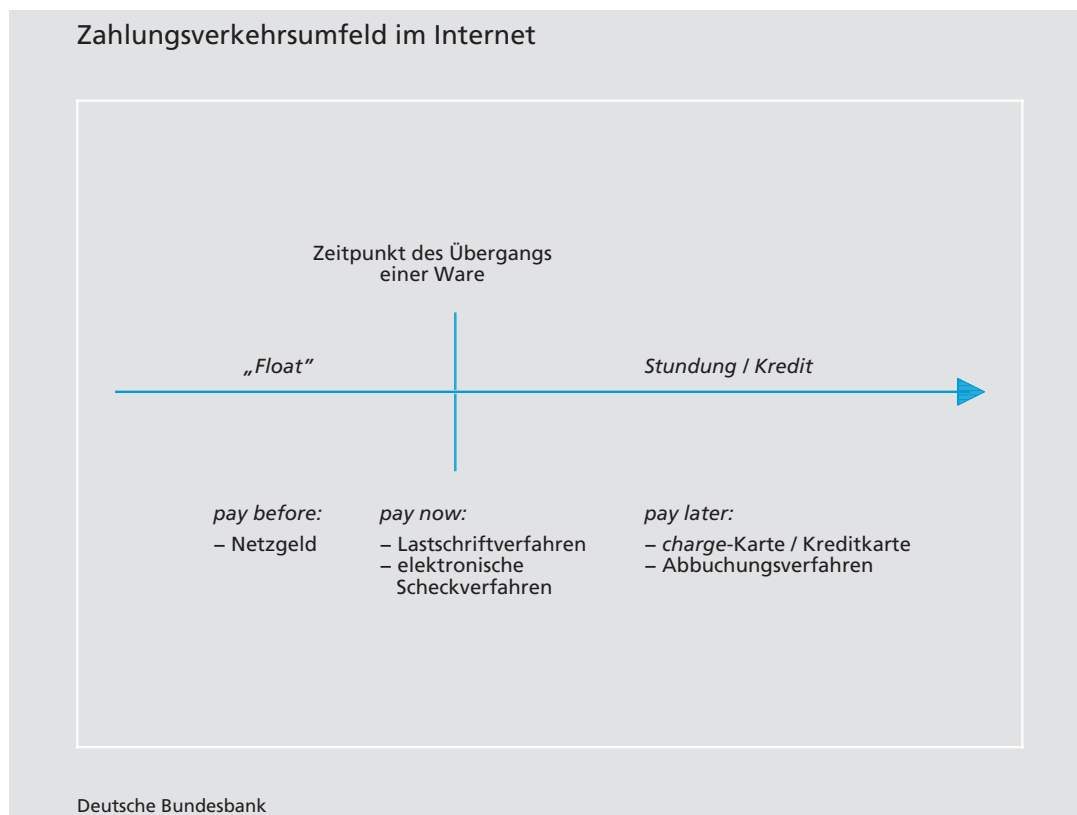 Zahlungsverkehrsumfeld im Internet
Zeitpunkt des Übergangs
einer Ware
„Float”
Stundung / Kredit
pay before:
– Netzgeld
pay now:
– Lastschriftverfahren
– elektronische
Scheckverfahren
pay later:
– charge-Karte / Kreditkarte
– Abbuchungsverfahren
Deutsche Bundesbank